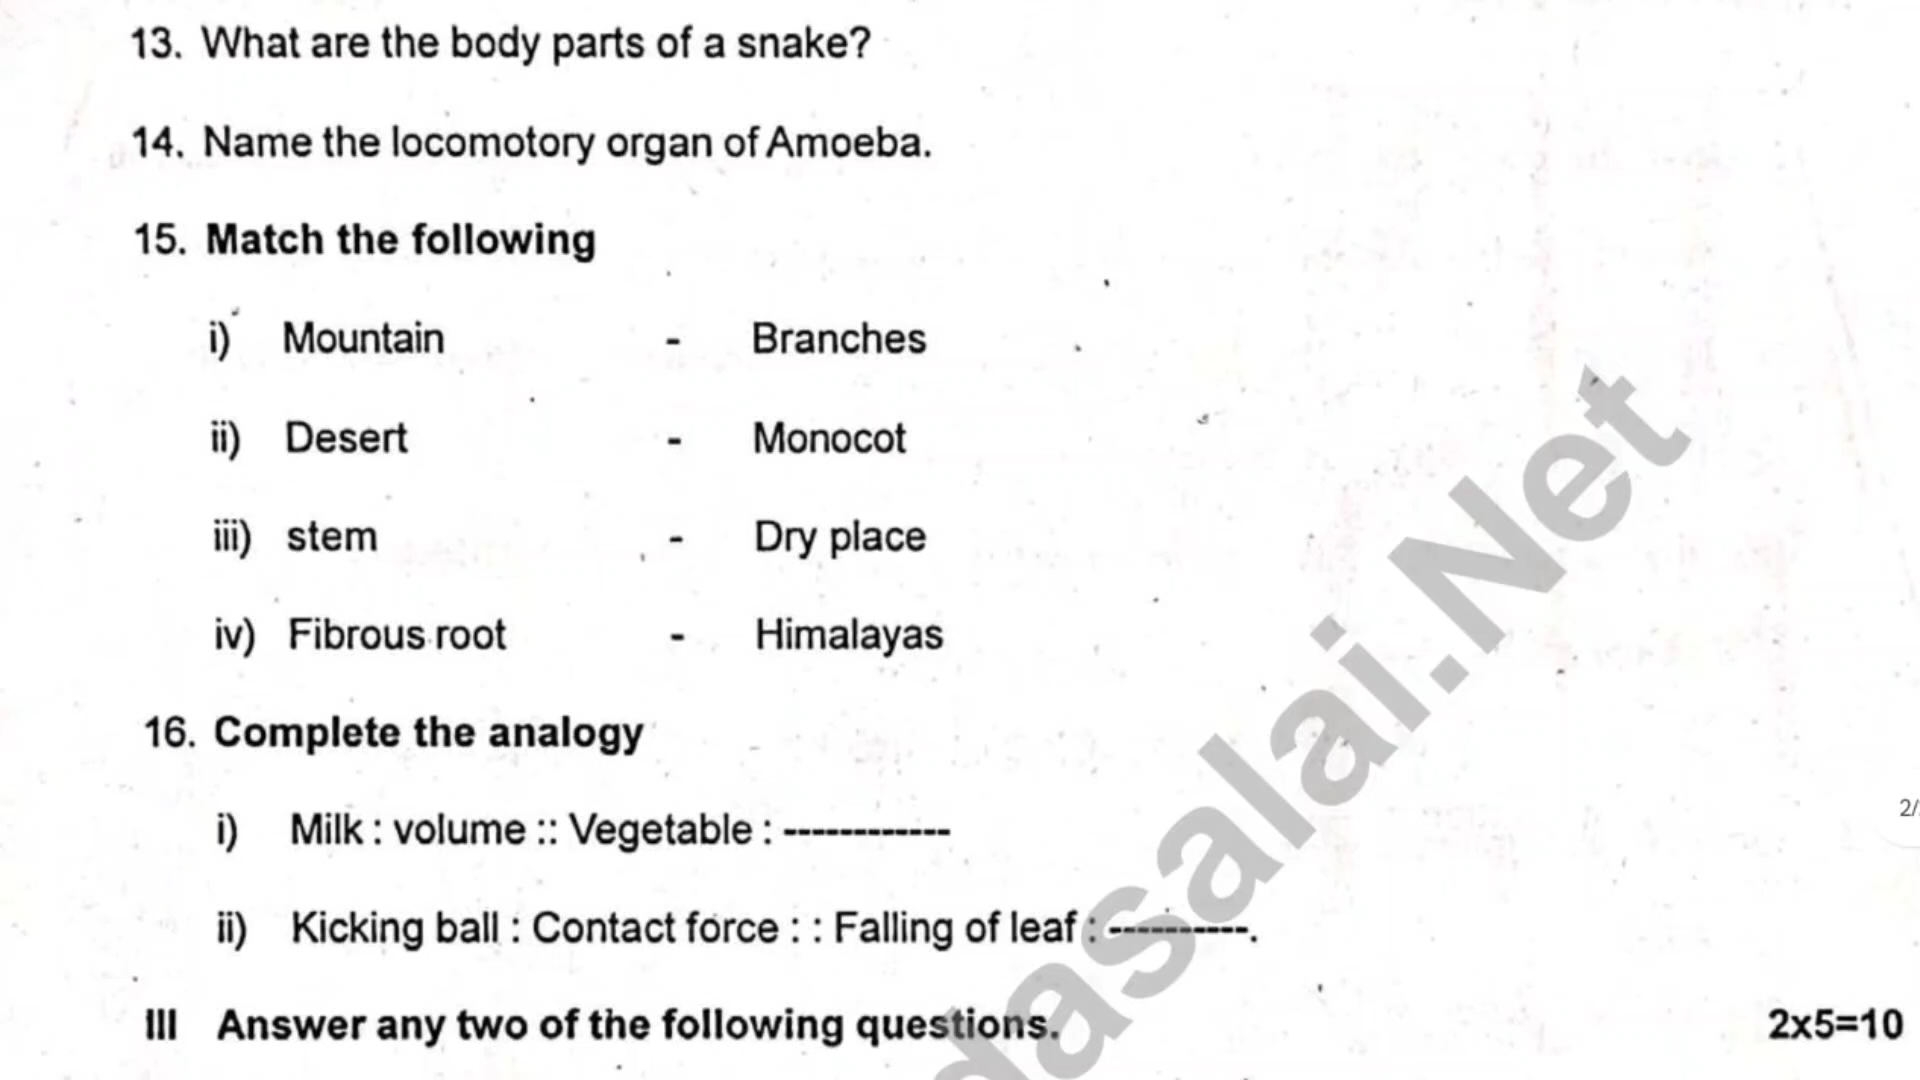 13. What are the body parts of a snake?
14. Name the locomotory organ of Amoeba.
15. Match the following
i) Mountain - Branches
ii) Desert - Monocot
iii) stem - Dry place
iv) Fibrous root - Himalayas
16. Complete the analogy
i) Milk : volume :: Vegetable : ------------
ii) Kicking ball : Contact force : : Falling of leaf : ----------.
III Answer any two of the following questions. 2x5=10
dasalai.Net
2/